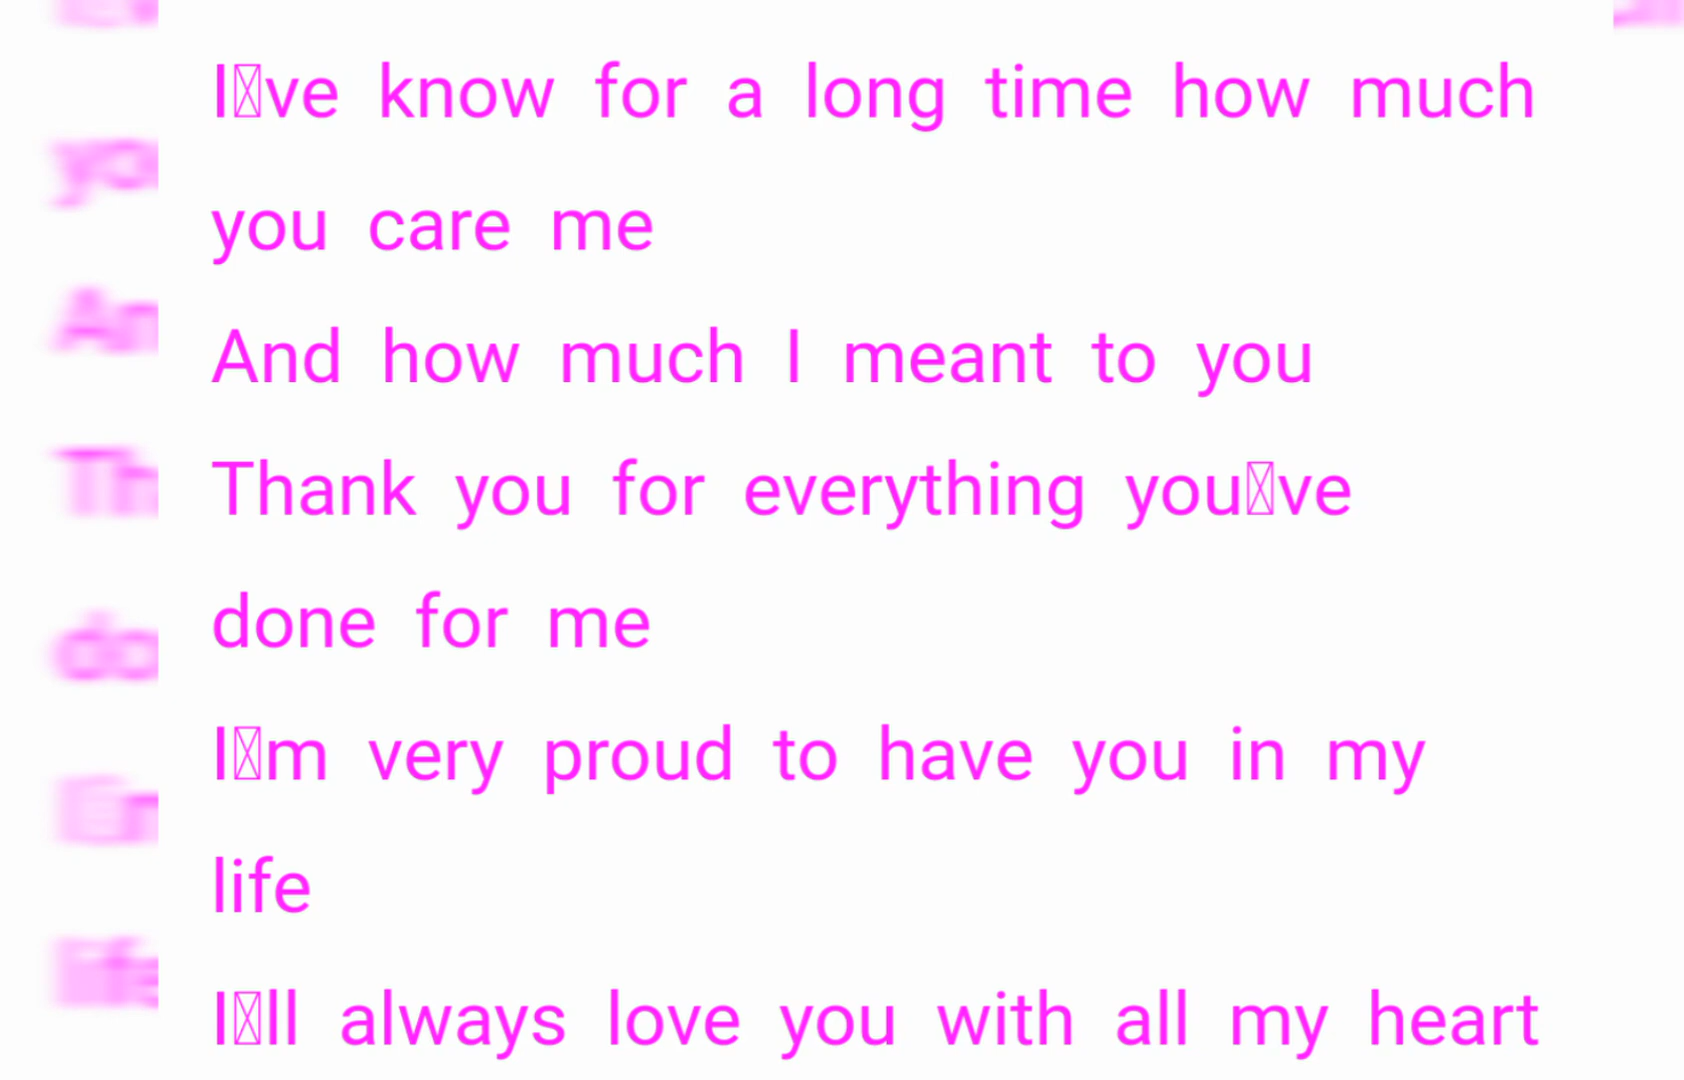 I▯ve know for a long time how much
you care me
And how much I meant to you
Thank you for everything you▯ve
done for me
I▯m very proud to have you in my
life
I▯ll always love you with all my heart